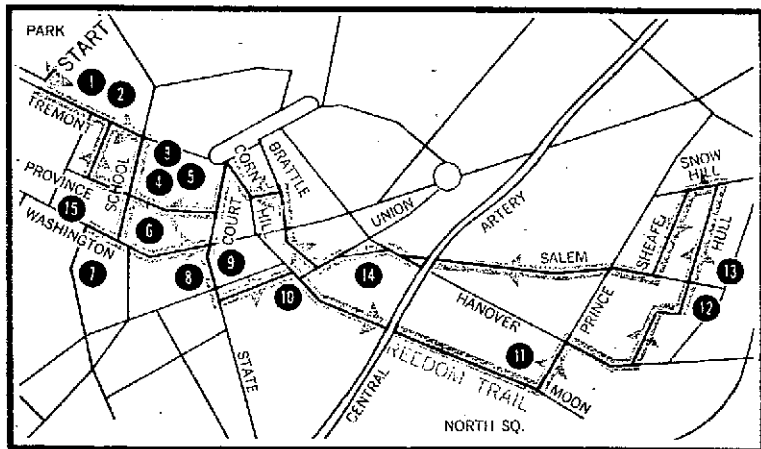 PARK
START
1
2
TREMONT
3
4
5
SCHOOL
PROVINCE
15
WASHINGTON
6
7
8
9
COURT
CORN
HILL
BRATTLE
UNION
10
14
STATE
CENTRAL
ARTERY
SALEM
HANOVER
PRINCE
11
FREEDOM TRAIL
MOON
NORTH SQ.
SNOW
HILL
SHEAFE
HULL
13
12